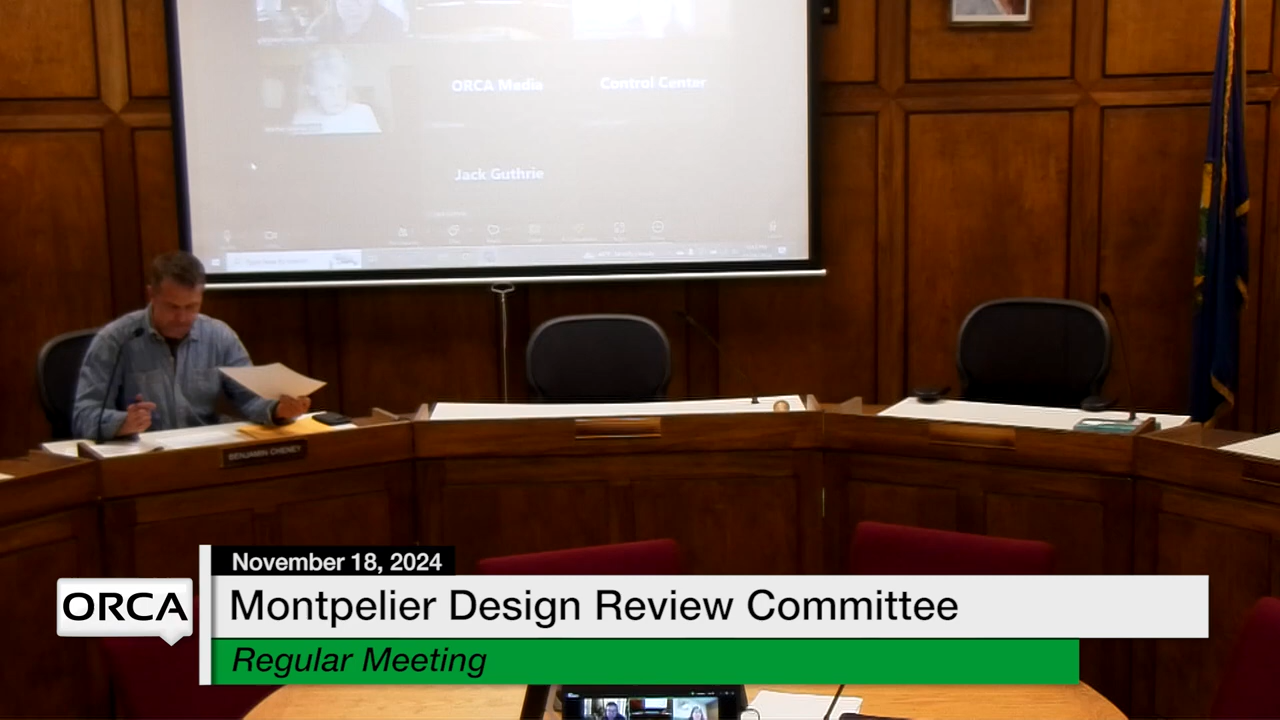 ORCA Media
Control Center
Jack Guthrie
BENJAMIN CHENEY
November 18, 2024
ORCA
Montpelier Design Review Committee
Regular Meeting